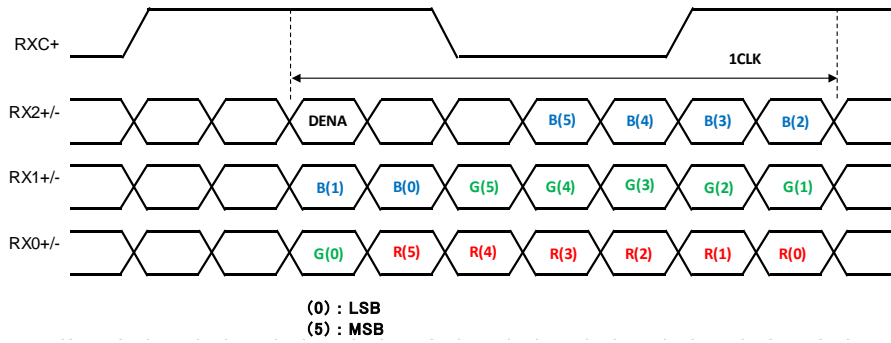 RXC+
1CLK
RX2+/- DENA B(5) B(4) B(3) B(2)
RX1+/- B(1) B(0) G(5) G(4) G(3) G(2) G(1)
RX0+/- G(0) R(5) R(4) R(3) R(2) R(1) R(0)
(0) : LSB
(5) : MSB